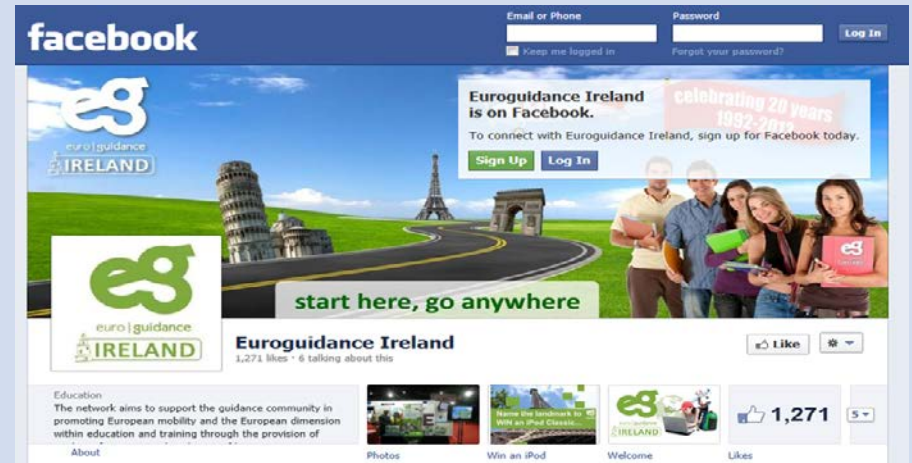 facebook
Email or Phone
Password
Log In
Keep me logged in
Forgot your password?
eg
euro|guidance
IRELAND
Euroguidance Ireland
is on Facebook.
To connect with Euroguidance Ireland, sign up for Facebook today.
Sign Up
Log In
celebrating 20 years
1992-2012
eg
start here, go anywhere
eg
euro|guidance
IRELAND
Euroguidance Ireland
1,271 likes · 6 talking about this
Like
Education
The network aims to support the guidance community in
promoting European mobility and the European dimension
within education and training through the provision of
About
Photos
Name the landmark to
WIN an iPod Classic...
Win an iPod
eg
IRELAND
Welcome
1,271
Likes
5